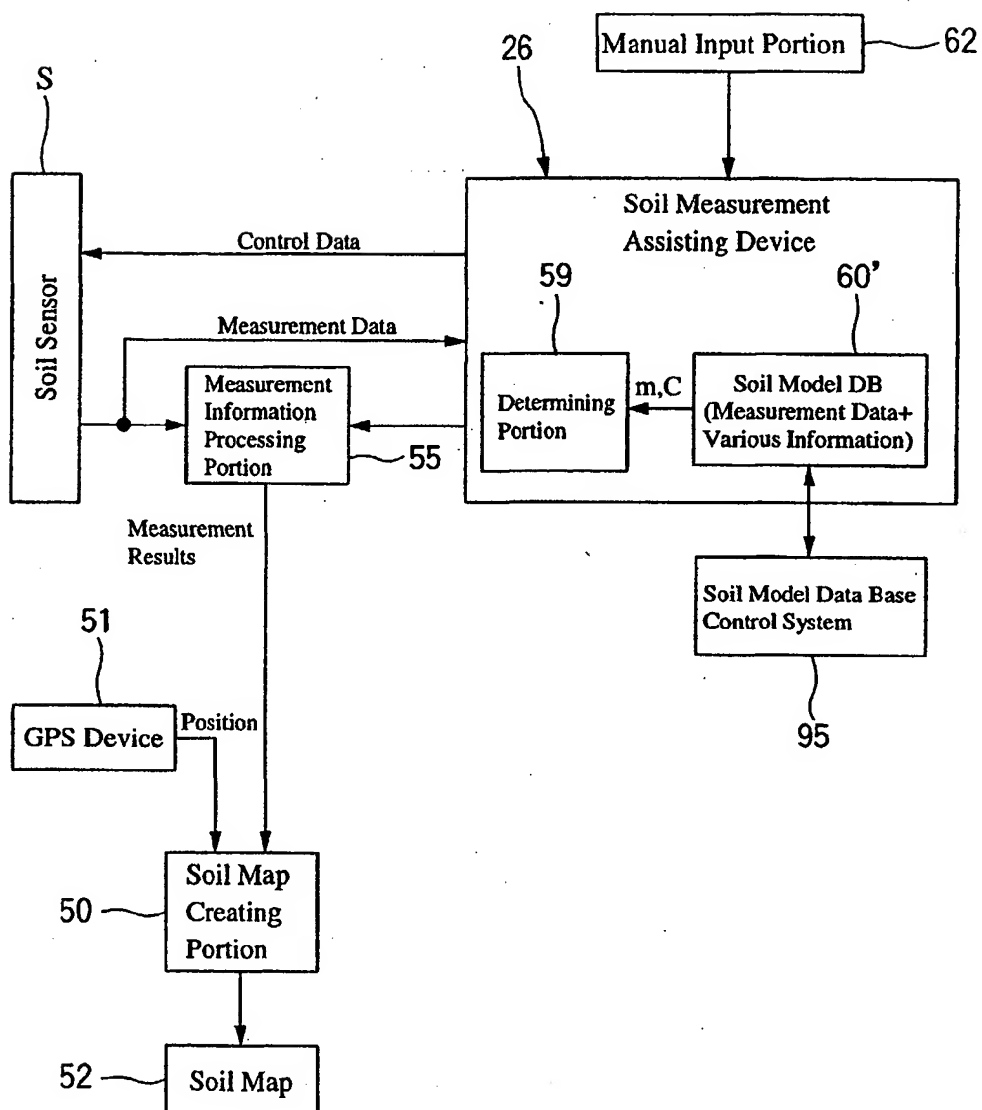 Manual Input Portion
62
26
S
Soil Measurement
Assisting Device
Control Data
59
60’
Soil Sensor
Measurement Data
Measurement
Information
Processing
Portion
55
Determining
Portion
m,C
Soil Model DB
(Measurement Data+
Various Information)
Measurement
Results
Soil Model Data Base
Control System
95
51
GPS Device
Position
Soil Map
Creating
Portion
50
52
Soil Map